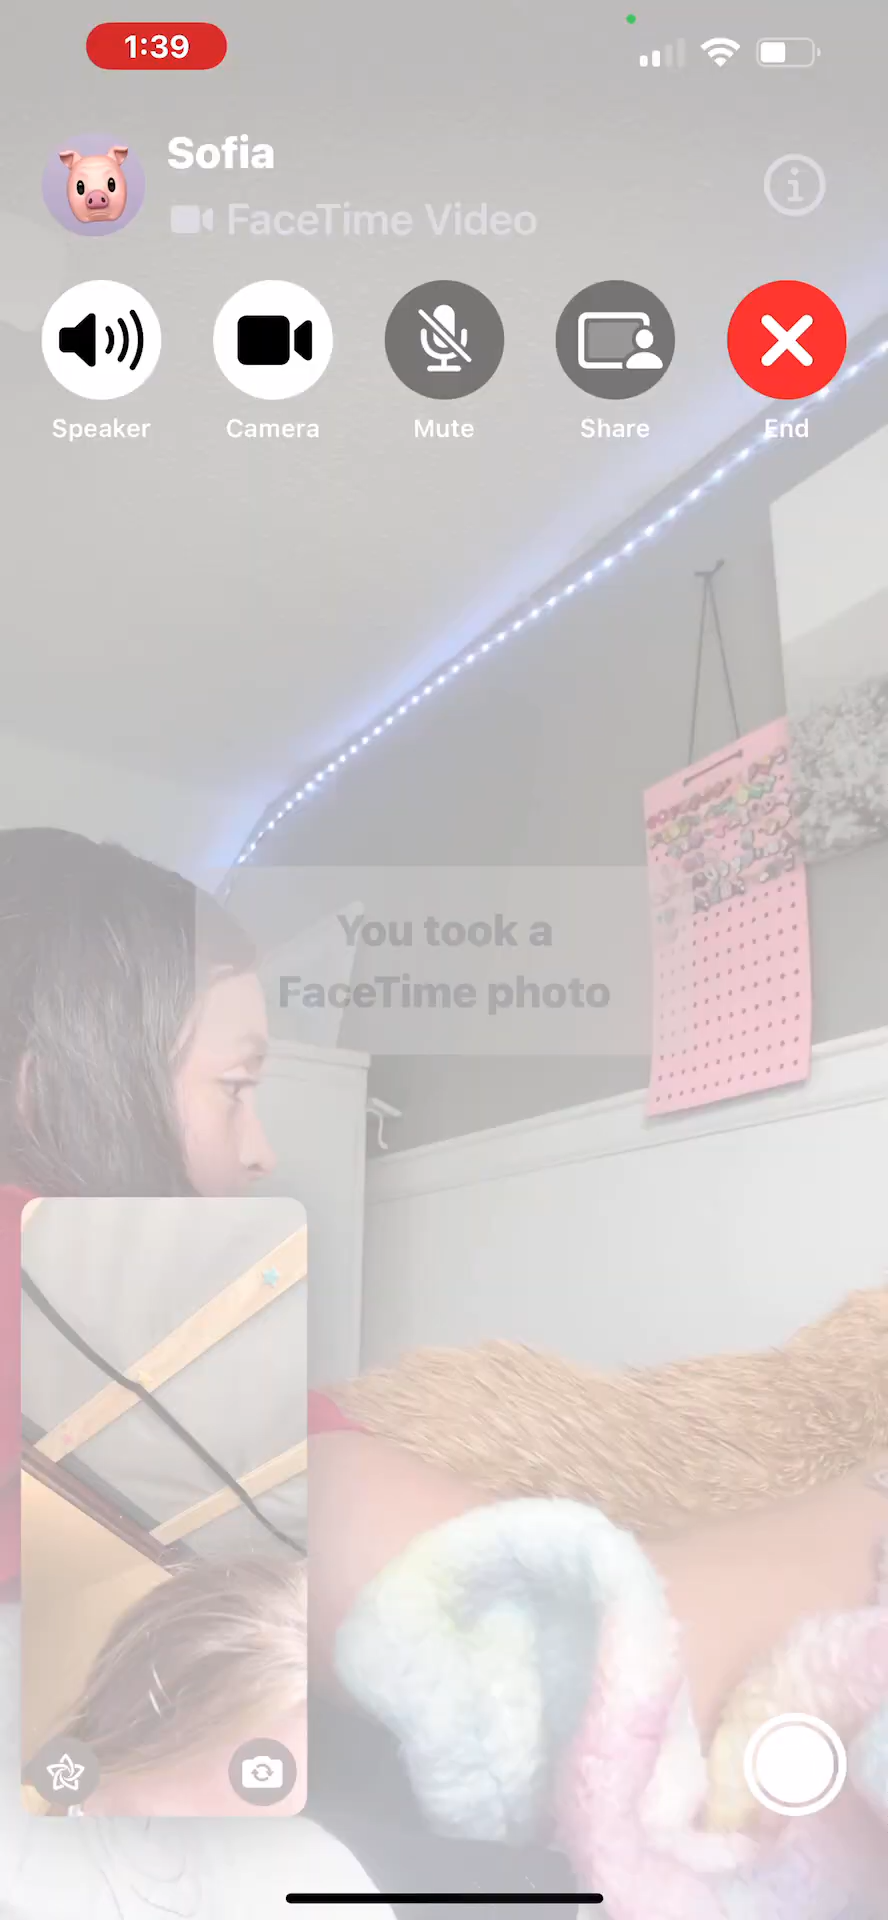 1:39
Sofia
FaceTime Video
Speaker
Camera
Mute
Share
End
You took a
FaceTime photo